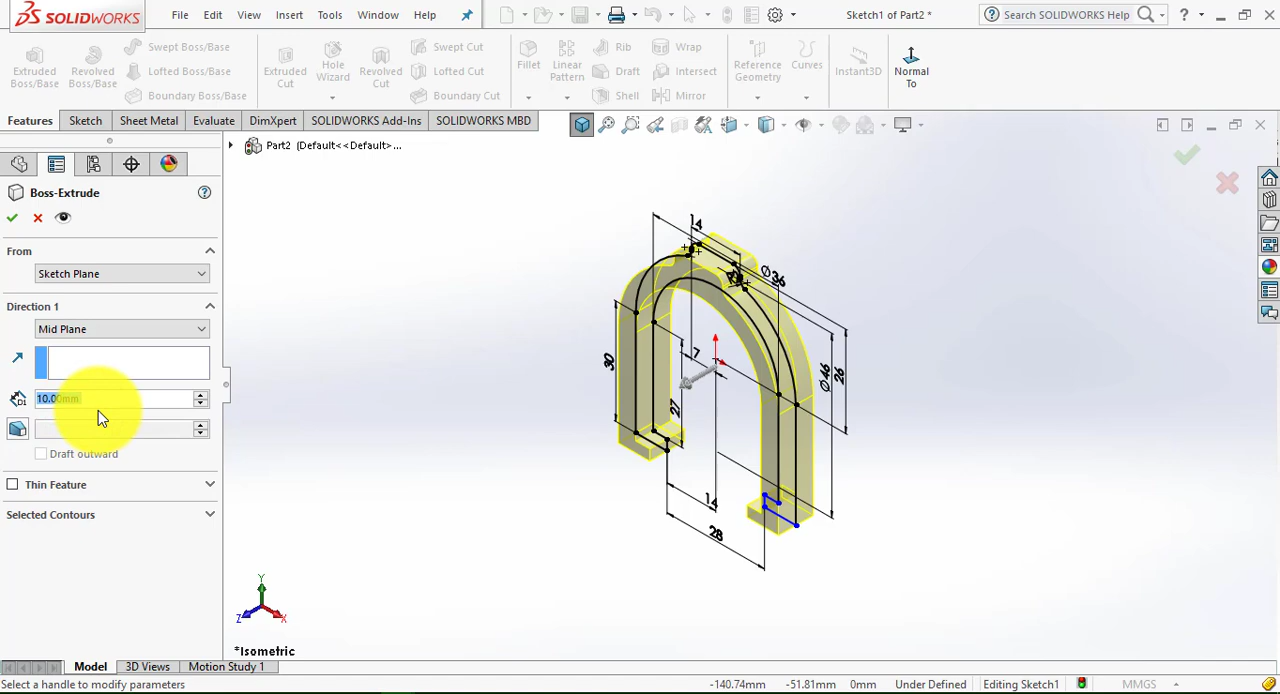 SOLIDWORKS
File Edit View Insert Tools Window Help
Sketch1 of Part2 *
Search SOLIDWORKS Help
Extruded Boss/Base
Revolved Boss/Base
Swept Boss/Base
Lofted Boss/Base
Boundary Boss/Base
Extruded Cut
Hole Wizard
Revolved Cut
Swept Cut
Lofted Cut
Boundary Cut
Fillet
Linear Pattern
Rib
Draft
Shell
Wrap
Intersect
Mirror
Reference Geometry
Curves
Instant3D
Normal To
Features Sketch Sheet Metal Evaluate DimXpert SOLIDWORKS Add-Ins SOLIDWORKS MBD
Part2 (Default<<Default>...
Boss-Extrude
From
Sketch Plane
Direction 1
Mid Plane
D1
10.00mm
Draft outward
Thin Feature
Selected Contours
14
Ø36
30
7
27
Ø46
26
14
28
Y
Z
X
*Isometric
Model 3D Views Motion Study 1
Select a handle to modify parameters
-140.74mm -51.81mm 0mm Under Defined Editing Sketch1 MMGS